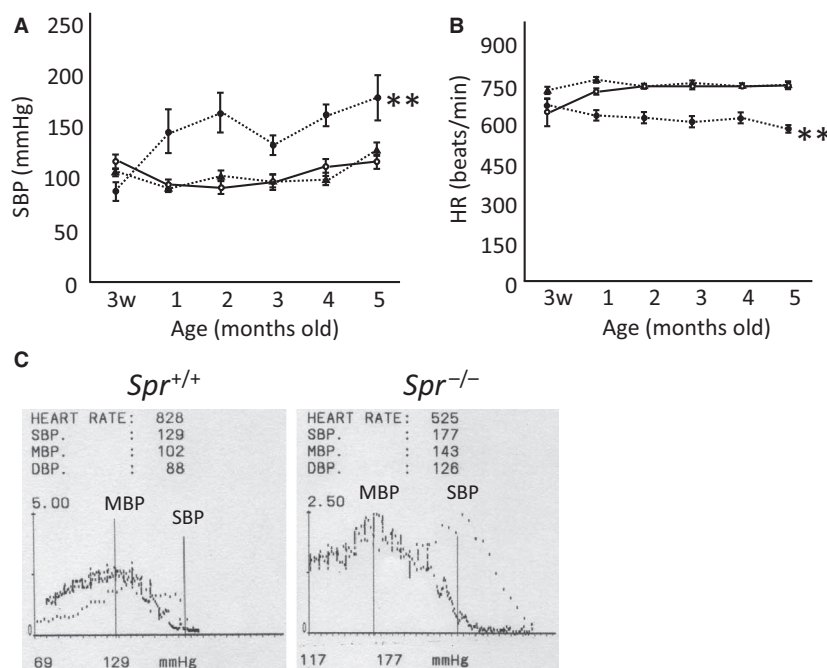 A
250
200
150
100
50
0
SBP (mmHg)
**
3w 1 2 3 4 5
Age (months old)
B
900
750
600
450
300
150
0
HR (beats/min)
**
3w 1 2 3 4 5
Age (months old)
C
Spr+/+
HEART RATE: 828
SBP. : 129
MBP. : 102
DBP. : 88
5.00
MBP
SBP
0
69 129 mmHg
Spr−/−
HEART RATE: 525
SBP. : 177
MBP. : 143
DBP. : 126
2.50
MBP
SBP
0
117 177 mmHg